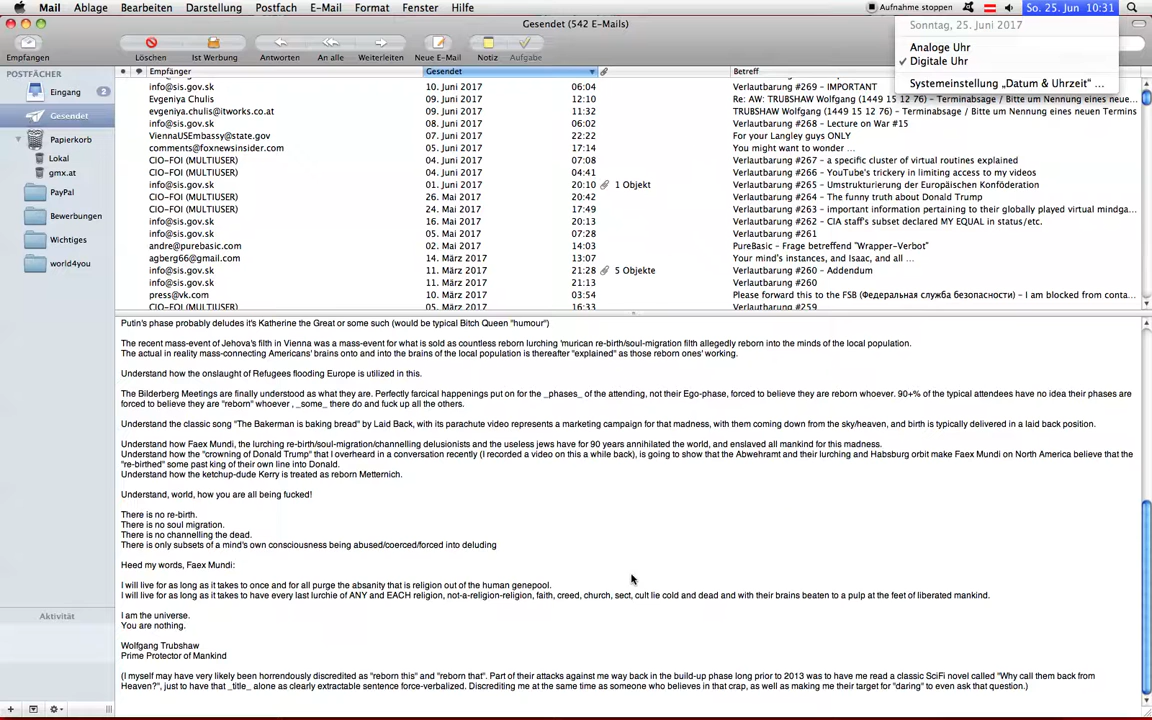 Mail Ablage Bearbeiten Darstellung Postfach E-Mail Format Fenster Hilfe Aufnahme stoppen So. 25. Jun 10:31
Gesendet (542 E-Mails)
Sonntag, 25. Juni 2017
Analoge Uhr
✓ Digitale Uhr
Systemeinstellung „Datum & Uhrzeit“ …
Empfangen Löschen Ist Werbung Antworten An alle Weiterleiten Neue E-Mail Notiz Aufgabe
POSTFÄCHER
Eingang 2
Gesendet
Papierkorb
Lokal
gmx.at
PayPal
Bewerbungen
Wichtiges
world4you
Aktivität
Empfänger Gesendet Betreff
info@sis.gov.sk 10. Juni 2017 06:04 Verlautbarung #269 – IMPORTANT
Evgeniya Chulis 09. Juni 2017 12:10 Re: AW: TRUBSHAW Wolfgang (1449 15 12 76) – Terminabsage / Bitte um Nennung eines neue…
evgeniya.chulis@itworks.co.at 09. Juni 2017 11:32 TRUBSHAW Wolfgang (1449 15 12 76) – Terminabsage / Bitte um Nennung eines neuen Termins
info@sis.gov.sk 08. Juni 2017 06:02 Verlautbarung #268 – Lecture on War #15
ViennaUSEmbassy@state.gov 07. Juni 2017 22:22 For your Langley guys ONLY
comments@foxnewsinsider.com 05. Juni 2017 17:14 You might want to wonder …
CIO-FOI (MULTIUSER) 04. Juni 2017 07:08 Verlautbarung #267 – a specific cluster of virtual routines explained
CIO-FOI (MULTIUSER) 04. Juni 2017 04:41 Verlautbarung #266 – YouTube's trickery in limiting access to my videos
info@sis.gov.sk 01. Juni 2017 20:10 1 Objekt Verlautbarung #265 – Umstrukturierung der Europäischen Konföderation
CIO-FOI (MULTIUSER) 26. Mai 2017 20:42 Verlautbarung #264 – The funny truth about Donald Trump
CIO-FOI (MULTIUSER) 24. Mai 2017 17:49 Verlautbarung #263 – important information pertaining to their globally played virtual mindga…
info@sis.gov.sk 16. Mai 2017 20:13 Verlautbarung #262 – CIA staff's subset declared MY EQUAL in status/etc.
info@sis.gov.sk 05. Mai 2017 07:28 Verlautbarung #261
andre@purebasic.com 02. Mai 2017 14:03 PureBasic – Frage betreffend "Wrapper-Verbot"
agberg66@gmail.com 14. März 2017 13:07 Your mind's instances, and Isaac, and all …
info@sis.gov.sk 11. März 2017 21:28 5 Objekte Verlautbarung #260 – Addendum
info@sis.gov.sk 11. März 2017 21:13 Verlautbarung #260
press@vk.com 10. März 2017 03:54 Please forward this to the FSB (Федеральная служба безопасности) – I am blocked from conta…
CIO-FOI (MULTIUSER) 05. März 2017 16:33 Verlautbarung #259
Putin's phase probably deludes it's Katherine the Great or some such (would be typical Bitch Queen "humour")
The recent mass-event of Jehova's filth in Vienna was a mass-event for what is sold as countless reborn lurching 'murican re-birth/soul-migration filth allegedly reborn into the minds of the local population.
The actual in reality mass-connecting Americans' brains onto and into the brains of the local population is thereafter "explained" as those reborn ones' working.
Understand how the onslaught of Refugees flooding Europe is utilized in this.
The Bilderberg Meetings are finally understood as what they are. Perfectly farcical happenings put on for the _phases_ of the attending, not their Ego-phase, forced to believe they are reborn whoever. 90+% of the typical attendees have no idea their phases are
forced to believe they are "reborn" whoever , _some_ there do and fuck up all the others.
Understand the classic song "The Bakerman is baking bread" by Laid Back, with its parachute video represents a marketing campaign for that madness, with them coming down from the sky/heaven, and birth is typically delivered in a laid back position.
Understand how Faex Mundi, the lurching re-birth/soul-migration/channelling delusionists and the useless jews have for 90 years annihilated the world, and enslaved all mankind for this madness.
Understand how the "crowning of Donald Trump" that I overheard in a conversation recently (I recorded a video on this a while back), is going to show that the Abwehramt and their lurching and Habsburg orbit make Faex Mundi on North America believe that the
"re-birthed" some past king of their own line into Donald.
Understand how the ketchup-dude Kerry is treated as reborn Metternich.
Understand, world, how you are all being fucked!
There is no re-birth.
There is no soul migration.
There is no channelling the dead.
There is only subsets of a mind's own consciousness being abused/coerced/forced into deluding
Heed my words, Faex Mundi:
I will live for as long as it takes to once and for all purge the absanity that is religion out of the human genepool.
I will live for as long as it takes to have every last lurchie of ANY and EACH religion, not-a-religion-religion, faith, creed, church, sect, cult lie cold and dead and with their brains beaten to a pulp at the feet of liberated mankind.
I am the universe.
You are nothing.
Wolfgang Trubshaw
Prime Protector of Mankind
(I myself may have very likely been horrendously discredited as "reborn this" and "reborn that". Part of their attacks against me way back in the build-up phase long prior to 2013 was to have me read a classic SciFi novel called "Why call them back from
Heaven?", just to have that _title_ alone as clearly extractable sentence force-verbalized. Discrediting me at the same time as someone who believes in that crap, as well as making me their target for "daring" to even ask that question.)